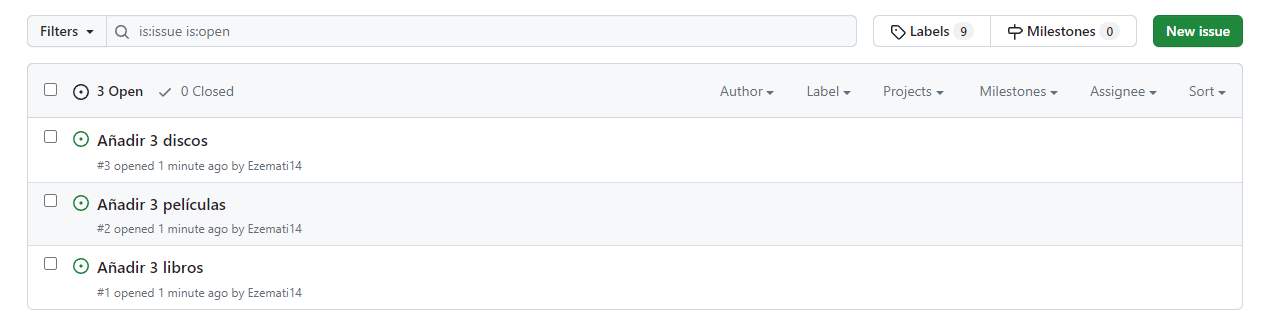 Filters is:issue is:open Labels 9 Milestones 0 New issue
3 Open 0 Closed Author Label Projects Milestones Assignee Sort
Añadir 3 discos
#3 opened 1 minute ago by Ezemati14
Añadir 3 películas
#2 opened 1 minute ago by Ezemati14
Añadir 3 libros
#1 opened 1 minute ago by Ezemati14